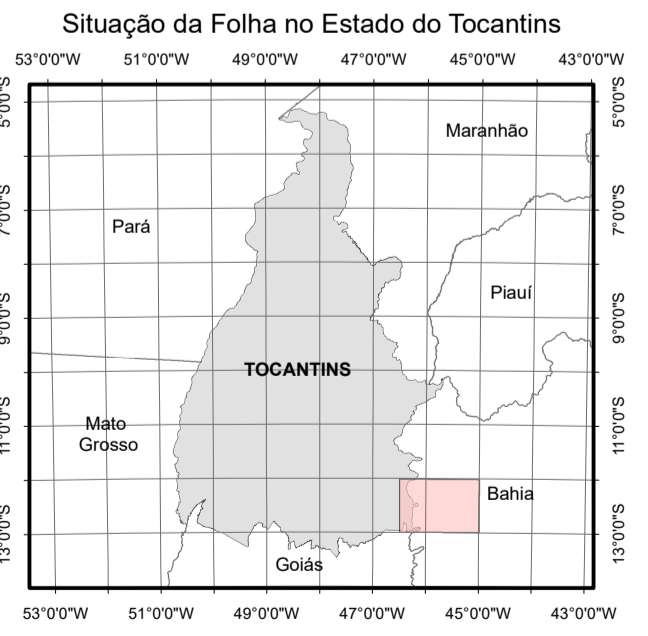 Situação da Folha no Estado do Tocantins
53°0'0"W 51°0'0"W 49°0'0"W 47°0'0"W 45°0'0"W 43°0'0"W
5°0'0"S
5°0'0"S
Maranhão
7°0'0"S
Pará
7°0'0"S
Piauí
9°0'0"S
9°0'0"S
TOCANTINS
Mato
Grosso
11°0'0"S
11°0'0"S
Bahia
13°0'0"S
13°0'0"S
Goiás
53°0'0"W 51°0'0"W 49°0'0"W 47°0'0"W 45°0'0"W 43°0'0"W